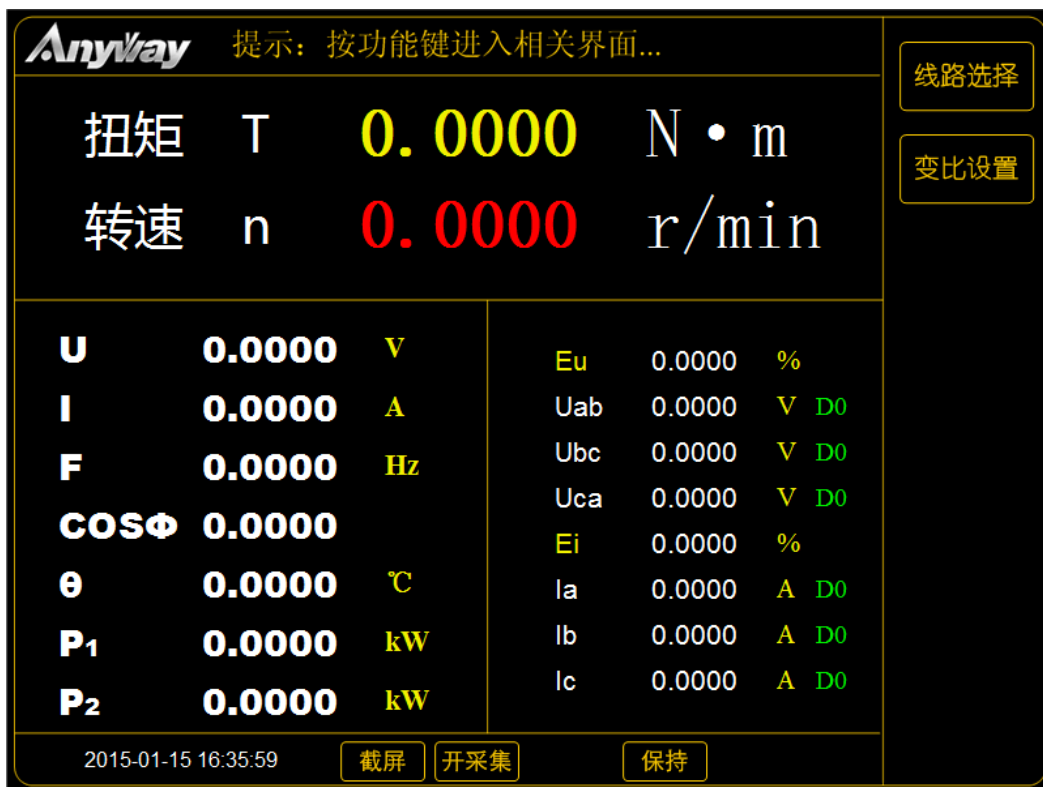 AnyWay 提示：按功能键进入相关界面...
线路选择
变比设置
扭矩 T 0.0000 N·m
转速 n 0.0000 r/min
U 0.0000 V
I 0.0000 A
F 0.0000 Hz
COSΦ 0.0000
θ 0.0000 ℃
P₁ 0.0000 kW
P₂ 0.0000 kW
Eu 0.0000 %
Uab 0.0000 V D0
Ubc 0.0000 V D0
Uca 0.0000 V D0
Ei 0.0000 %
Ia 0.0000 A D0
Ib 0.0000 A D0
Ic 0.0000 A D0
2015-01-15 16:35:59 截屏 开采集 保持